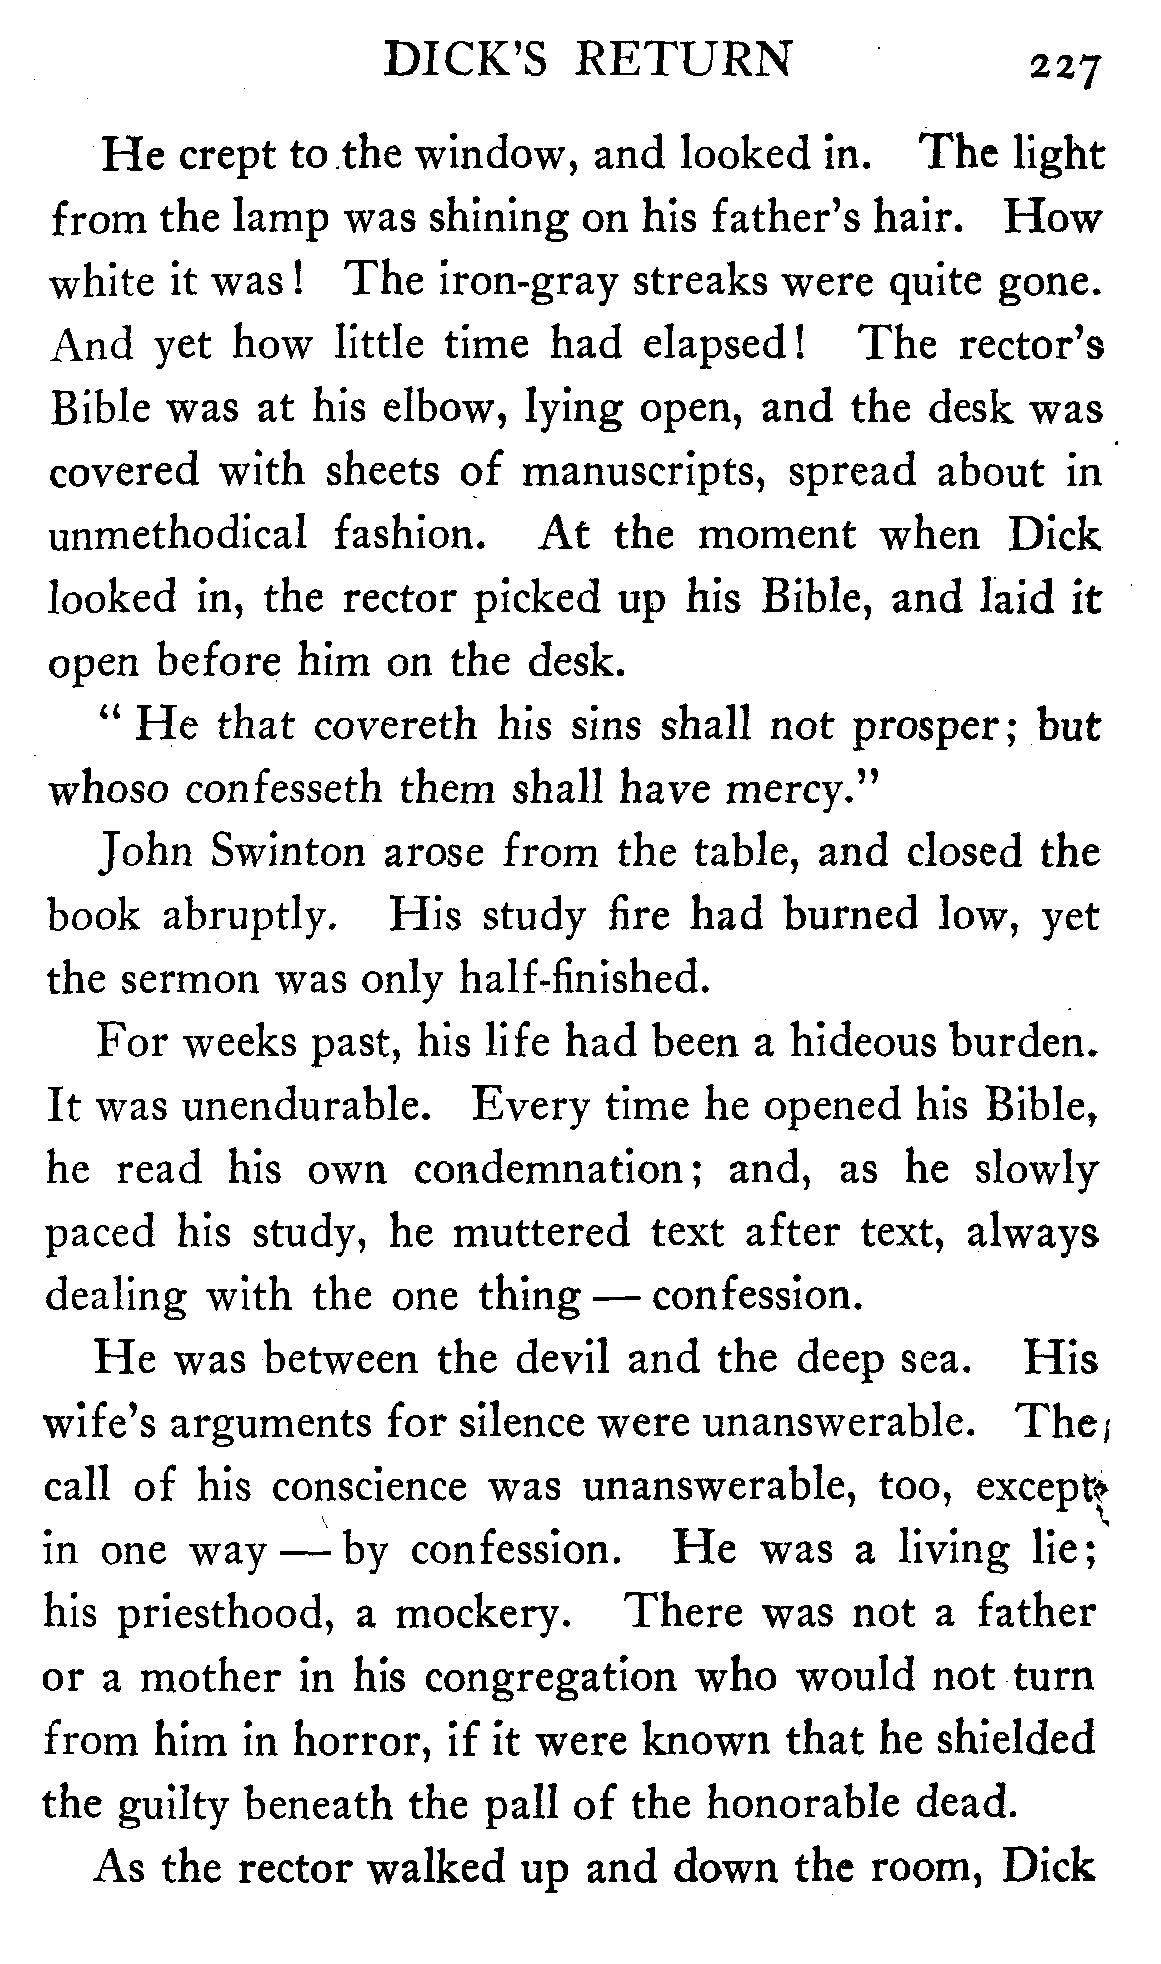 DICK'S RETURN 227
He crept to the window, and looked in. The light
from the lamp was shining on his father's hair. How
white it was! The iron-gray streaks were quite gone.
And yet how little time had elapsed! The rector's
Bible was at his elbow, lying open, and the desk was
covered with sheets of manuscripts, spread about in
unmethodical fashion. At the moment when Dick
looked in, the rector picked up his Bible, and laid it
open before him on the desk.
“ He that covereth his sins shall not prosper; but
whoso confesseth them shall have mercy.”
John Swinton arose from the table, and closed the
book abruptly. His study fire had burned low, yet
the sermon was only half-finished.
For weeks past, his life had been a hideous burden.
It was unendurable. Every time he opened his Bible,
he read his own condemnation; and, as he slowly
paced his study, he muttered text after text, always
dealing with the one thing — confession.
He was between the devil and the deep sea. His
wife's arguments for silence were unanswerable. The
call of his conscience was unanswerable, too, except
in one way — by confession. He was a living lie;
his priesthood, a mockery. There was not a father
or a mother in his congregation who would not turn
from him in horror, if it were known that he shielded
the guilty beneath the pall of the honorable dead.
As the rector walked up and down the room, Dick